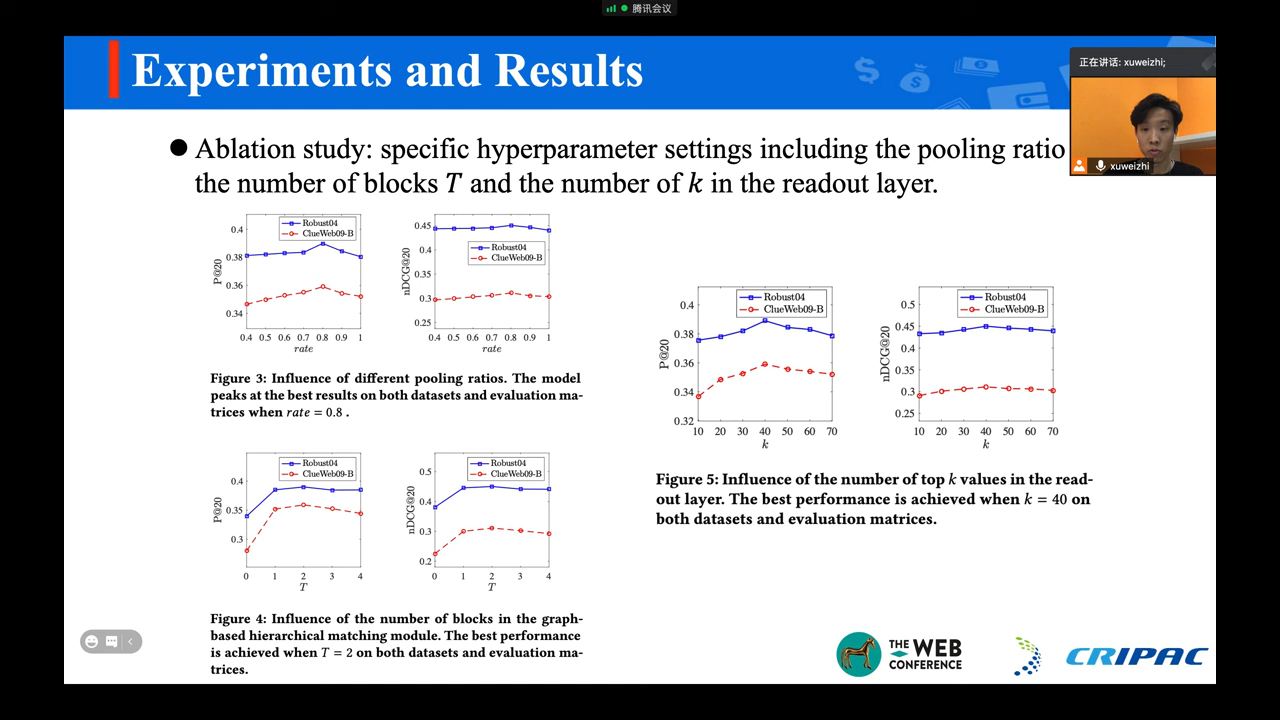 腾讯会议
Experiments and Results
正在讲话: xuweizhi;
xuweizhi
● Ablation study: specific hyperparameter settings including the pooling ratio
the number of blocks T and the number of k in the readout layer.
Robust04
ClueWeb09-B
P@20
0.4
0.38
0.36
0.34
0.4 0.5 0.6 0.7 0.8 0.9 1
rate
Robust04
ClueWeb09-B
nDCG@20
0.45
0.4
0.35
0.3
0.25
0.4 0.5 0.6 0.7 0.8 0.9 1
rate
Figure 3: Influence of different pooling ratios. The model
peaks at the best results on both datasets and evaluation ma-
trices when rate = 0.8 .
Robust04
ClueWeb09-B
P@20
0.4
0.35
0.3
0 1 2 3 4
T
Robust04
ClueWeb09-B
nDCG@20
0.5
0.4
0.3
0.2
0 1 2 3 4
T
Figure 4: Influence of the number of blocks in the graph-
based hierarchical matching module. The best performance
is achieved when T = 2 on both datasets and evaluation ma-
trices.
Robust04
ClueWeb09-B
P@20
0.4
0.38
0.36
0.34
0.32
10 20 30 40 50 60 70
k
Robust04
ClueWeb09-B
nDCG@20
0.5
0.45
0.4
0.35
0.3
0.25
10 20 30 40 50 60 70
k
Figure 5: Influence of the number of top k values in the read-
out layer. The best performance is achieved when k = 40 on
both datasets and evaluation matrices.
THE WEB
CONFERENCE
CRIPAC